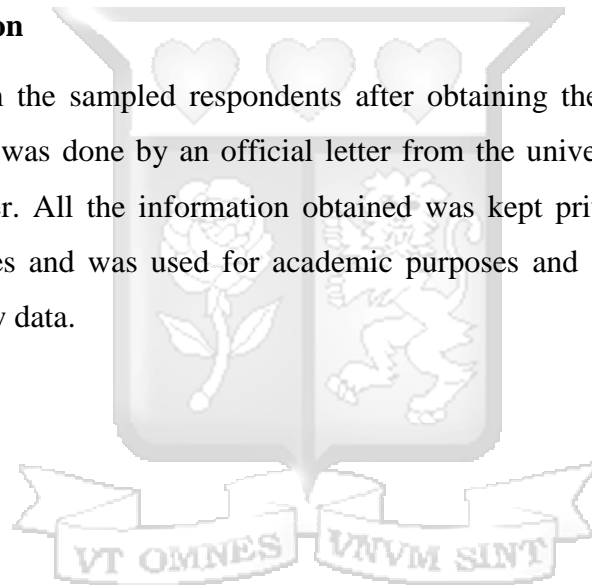 on
n the sampled respondents after obtaining the
was done by an official letter from the unive
er. All the information obtained was kept pri
es and was used for academic purposes and
y data.
VT OMNES VNVM SINT